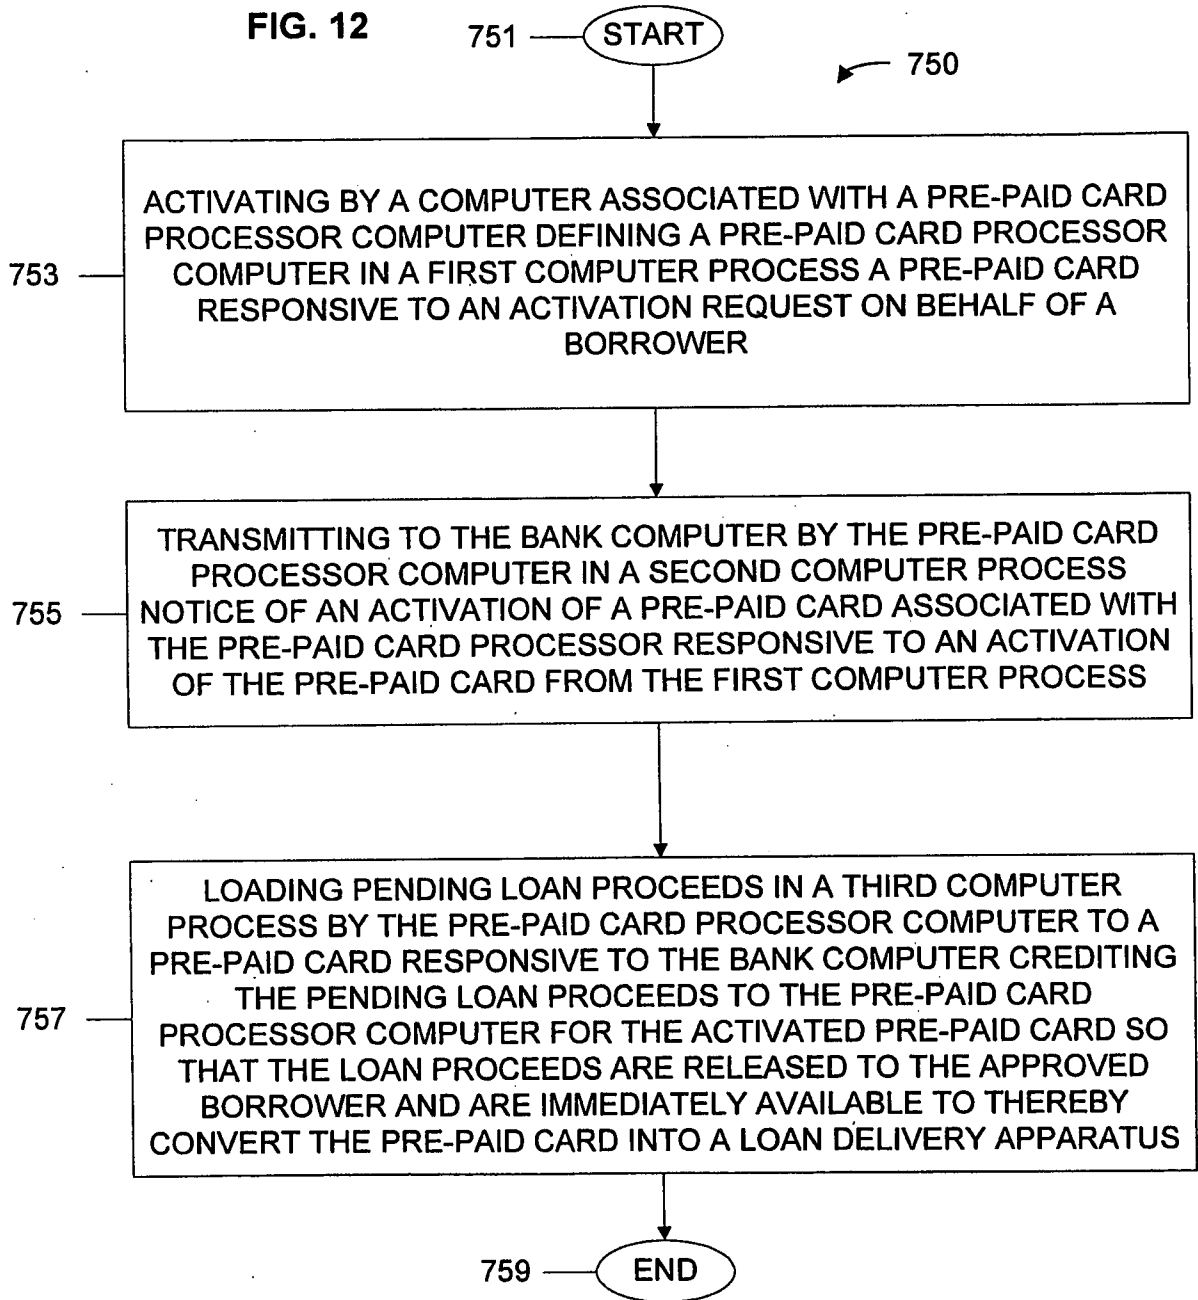 FIG. 12
751
START
750
753
ACTIVATING BY A COMPUTER ASSOCIATED WITH A PRE-PAID CARD
PROCESSOR COMPUTER DEFINING A PRE-PAID CARD PROCESSOR
COMPUTER IN A FIRST COMPUTER PROCESS A PRE-PAID CARD
RESPONSIVE TO AN ACTIVATION REQUEST ON BEHALF OF A
BORROWER
755
TRANSMITTING TO THE BANK COMPUTER BY THE PRE-PAID CARD
PROCESSOR COMPUTER IN A SECOND COMPUTER PROCESS
NOTICE OF AN ACTIVATION OF A PRE-PAID CARD ASSOCIATED WITH
THE PRE-PAID CARD PROCESSOR RESPONSIVE TO AN ACTIVATION
OF THE PRE-PAID CARD FROM THE FIRST COMPUTER PROCESS
757
LOADING PENDING LOAN PROCEEDS IN A THIRD COMPUTER
PROCESS BY THE PRE-PAID CARD PROCESSOR COMPUTER TO A
PRE-PAID CARD RESPONSIVE TO THE BANK COMPUTER CREDITING
THE PENDING LOAN PROCEEDS TO THE PRE-PAID CARD
PROCESSOR COMPUTER FOR THE ACTIVATED PRE-PAID CARD SO
THAT THE LOAN PROCEEDS ARE RELEASED TO THE APPROVED
BORROWER AND ARE IMMEDIATELY AVAILABLE TO THEREBY
CONVERT THE PRE-PAID CARD INTO A LOAN DELIVERY APPARATUS
759
END